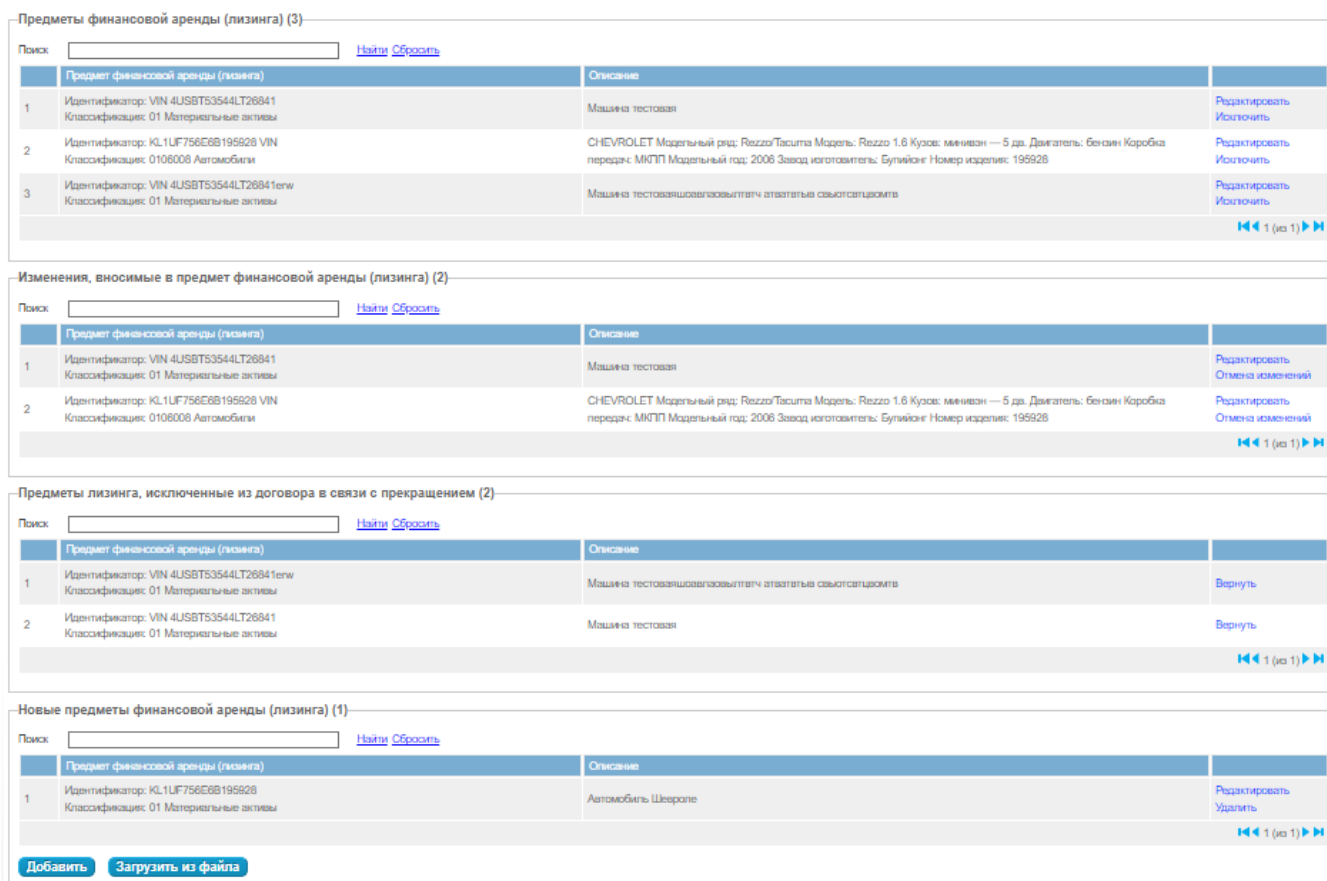 Предметы финансовой аренды (лизинга) (3)
Поиск Найти Сбросить
Предмет финансовой аренды (лизинга) Описание
1 Идентификатор: VIN 4USBT53544LT26841 Машина тестовая Редактировать
Классификация: 01 Материальные активы Исключить
2 Идентификатор: KL1UF756E6B195928 VIN CHEVROLET Модельный ряд: Rezzo/Tacuma Модель: Rezzo 1.6 Кузов: минивэн — 5 дв. Двигатель: бензин Коробка Редактировать
Классификация: 0106008 Автомобили передач: МКПП Модельный год: 2006 Завод изготовитель: Булийонг Номер изделия: 195928 Исключить
3 Идентификатор: VIN 4USBT53544LT26841erw Машина Редактировать
Классификация: 01 Материальные активы Исключить
1 (из 1)
Изменения, вносимые в предмет финансовой аренды (лизинга) (2)
Поиск Найти Сбросить
Предмет финансовой аренды (лизинга) Описание
1 Идентификатор: VIN 4USBT53544LT26841 Машина тестовая Редактировать
Классификация: 01 Материальные активы Отмена изменений
2 Идентификатор: KL1UF756E6B195928 VIN CHEVROLET Модельный ряд: Rezzo/Tacuma Модель: Rezzo 1.6 Кузов: минивэн — 5 дв. Двигатель: бензин Коробка Редактировать
Классификация: 0106008 Автомобили передач: МКПП Модельный год: 2006 Завод изготовитель: Булийонг Номер изделия: 195928 Отмена изменений
1 (из 1)
Предметы лизинга, исключенные из договора в связи с прекращением (2)
Поиск Найти Сбросить
Предмет финансовой аренды (лизинга) Описание
1 Идентификатор: VIN 4USBT53544LT26841erw Машина Вернуть
Классификация: 01 Материальные активы
2 Идентификатор: VIN 4USBT53544LT26841 Машина тестовая Вернуть
Классификация: 01 Материальные активы
1 (из 1)
Новые предметы финансовой аренды (лизинга) (1)
Поиск Найти Сбросить
Предмет финансовой аренды (лизинга) Описание
1 Идентификатор: KL1UF756E6B195928 Автомобиль Шевроле Редактировать
Классификация: 01 Материальные активы Удалить
1 (из 1)
Добавить Загрузить из файла